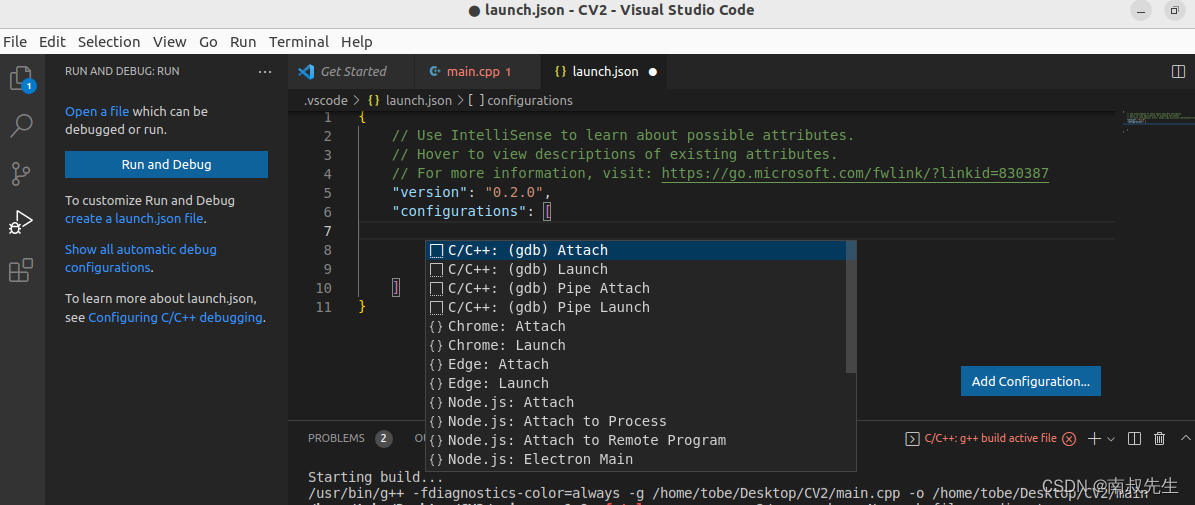 ● launch.json - CV2 - Visual Studio Code
File Edit Selection View Go Run Terminal Help
RUN AND DEBUG: RUN ...
Get Started
main.cpp 1
{} launch.json ●
1
.vscode > {} launch.json > [ ] configurations
Open a file which can be
debugged or run.
Run and Debug
To customize Run and Debug
create a launch.json file.
Show all automatic debug
configurations.
To learn more about launch.json,
see Configuring C/C++ debugging.
1 {
2 // Use IntelliSense to learn about possible attributes.
3 // Hover to view descriptions of existing attributes.
4 // For more information, visit: https://go.microsoft.com/fwlink/?linkid=830387
5 "version": "0.2.0",
6 "configurations": [
7
8
9
10 ]
11 }
C/C++: (gdb) Attach
C/C++: (gdb) Launch
C/C++: (gdb) Pipe Attach
C/C++: (gdb) Pipe Launch
{} Chrome: Attach
{} Chrome: Launch
{} Edge: Attach
{} Edge: Launch
{} Node.js: Attach
{} Node.js: Attach to Process
{} Node.js: Attach to Remote Program
{} Node.js: Electron Main
Add Configuration...
PROBLEMS 2 OU
C/C++: g++ build active file
Starting build...
/usr/bin/g++ -fdiagnostics-color=always -g /home/tobe/Desktop/CV2/main.cpp -o /home/tobe/Desktop/CV2/main
CSDN @南叔先生